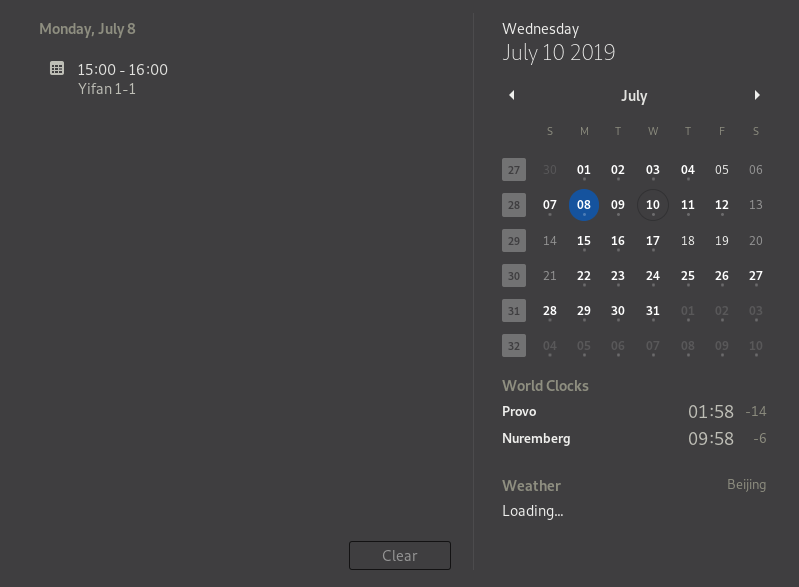 Monday, July 8
15:00 - 16:00
Yifan 1-1
Clear
Wednesday
July 10 2019
July
S M T W T F S
27 30 01 02 03 04 05 06
28 07 08 09 10 11 12 13
29 14 15 16 17 18 19 20
30 21 22 23 24 25 26 27
31 28 29 30 31 01 02 03
32 04 05 06 07 08 09 10
World Clocks
Provo 01:58 -14
Nuremberg 09:58 -6
Weather Beijing
Loading...